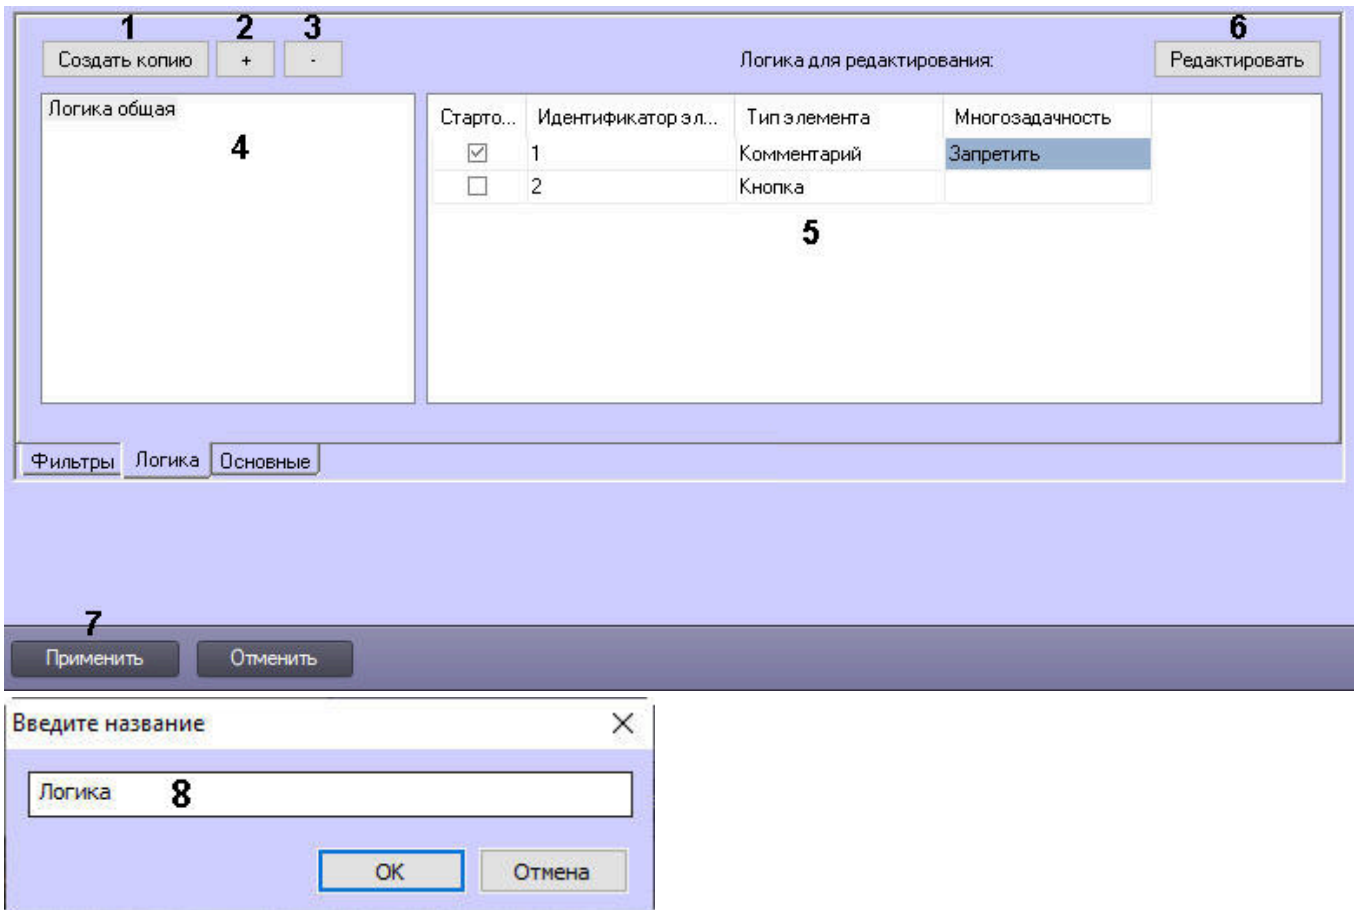 1 2 3 6
Создать копию + - Логика для редактирования: Редактировать
Логика общая
4
Старто... Идентификатор эл... Тип элемента Многозадачность
1 Комментарий Запретить
2 Кнопка
5
Фильтры Логика Основные
7
Применить Отменить
Введите название
Логика 8
OK Отмена